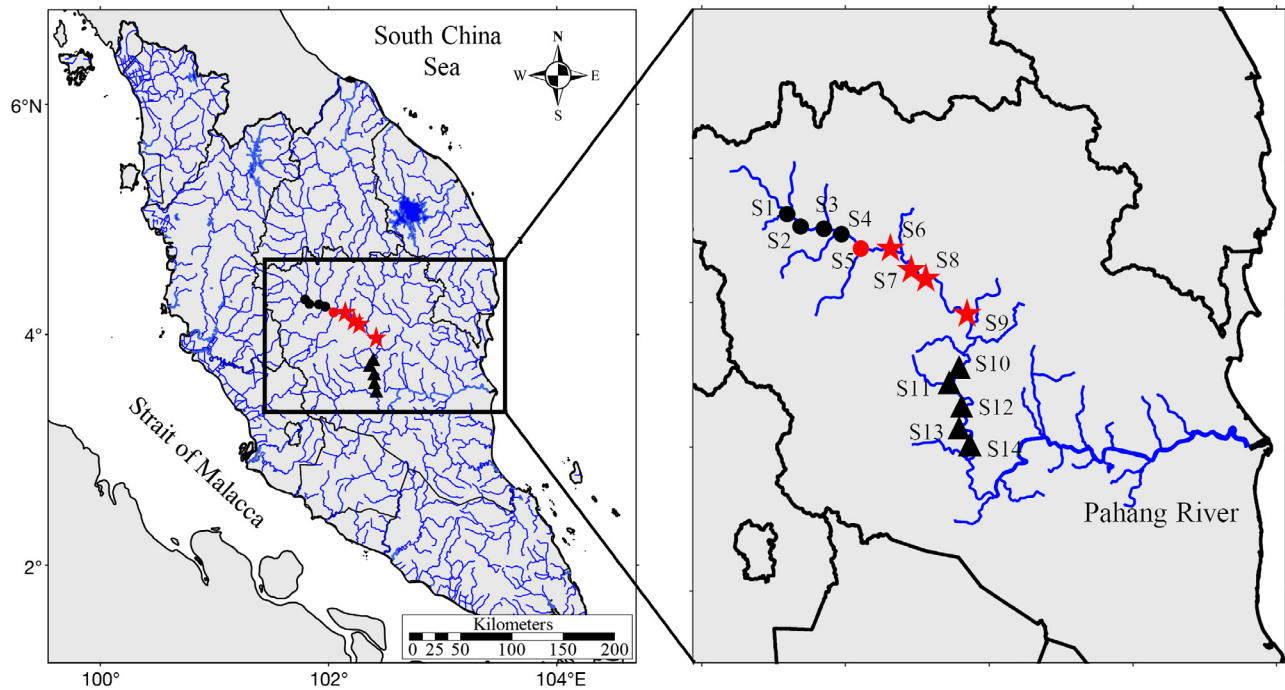 South China
Sea
N
W E
S
6°N
4°
2°
Strait of Malacca
Kilometers
0 25 50 100 150 200
100°
102°
104°E
S1
S2
S3
S4
S5
S6
S7
S8
S9
S10
S11
S12
S13
S14
Pahang River